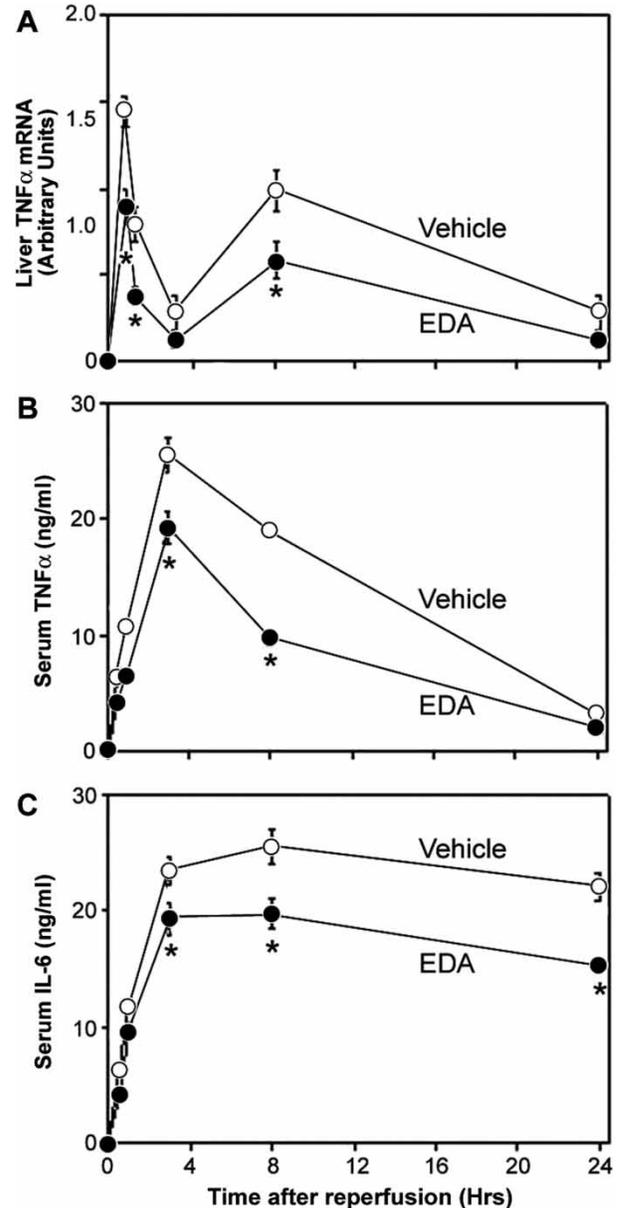 A
2.0
1.5
1.0
0
Liver TNFα mRNA
(Arbitrary Units)
Vehicle
EDA
*
*
*
B
30
20
10
0
Serum TNFα (ng/ml)
Vehicle
EDA
*
*
C
30
20
10
0
Serum IL-6 (ng/ml)
Vehicle
EDA
*
*
*
0 4 8 12 16 20 24
Time after reperfusion (Hrs)